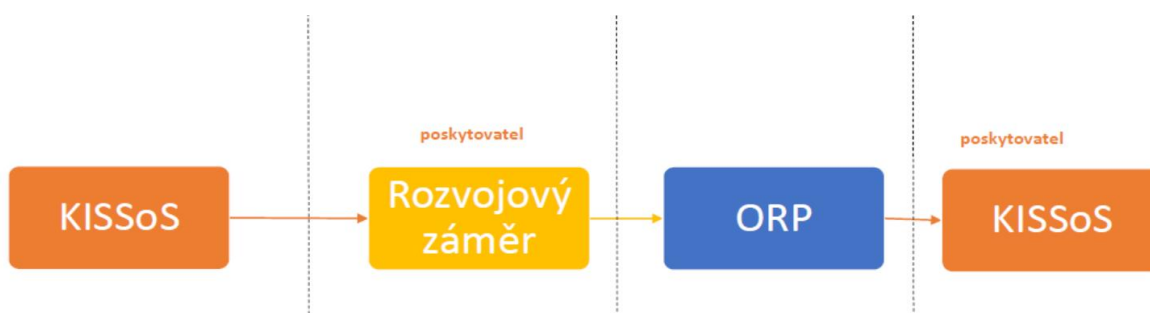 poskytovatel
poskytovatel
KISSoS
Rozvojový
záměr
ORP
KISSoS